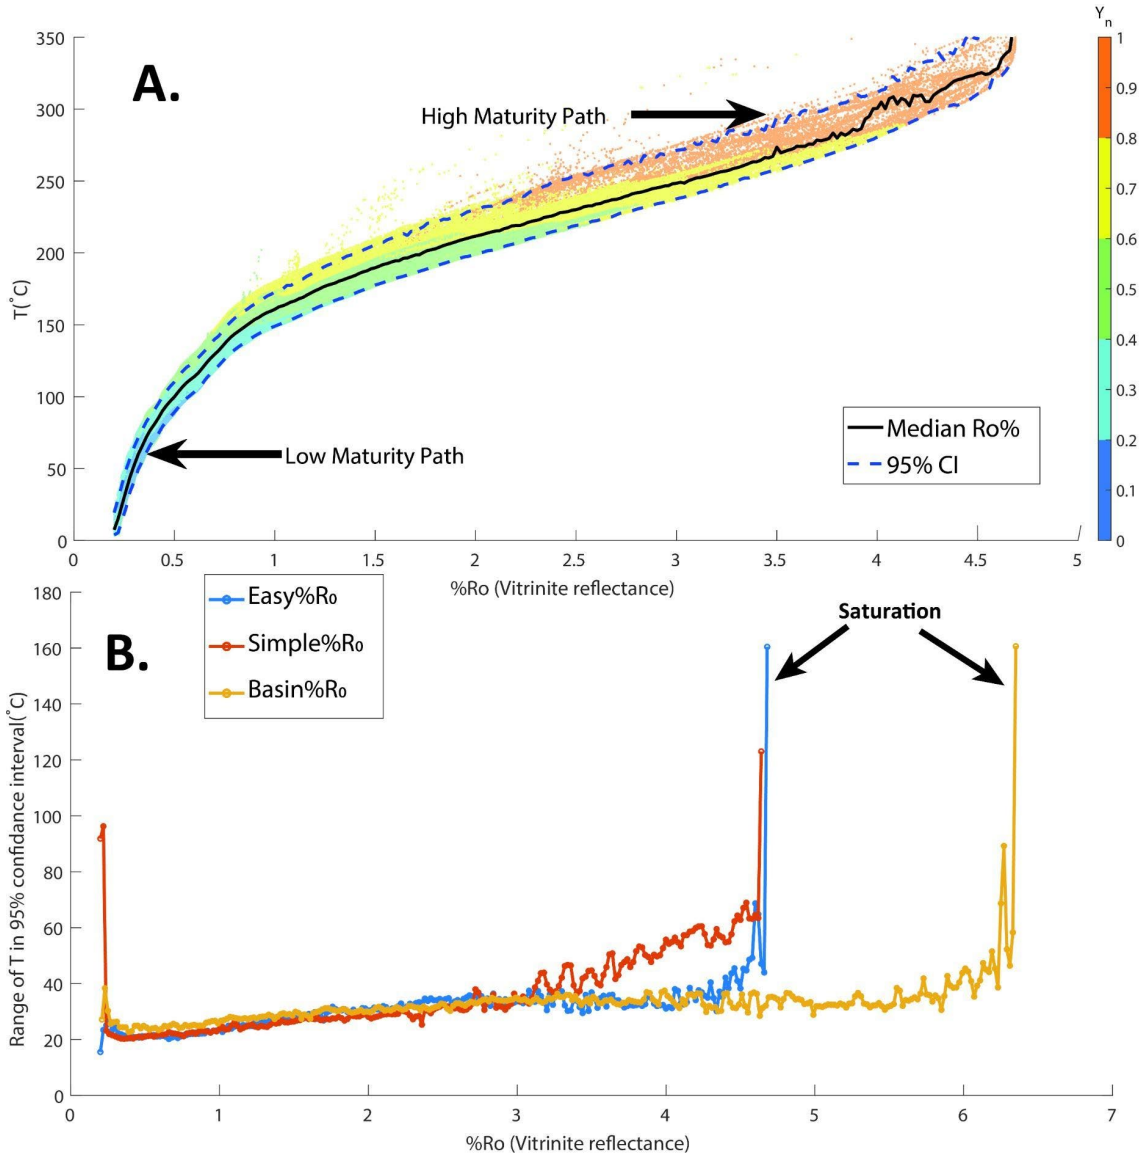 Yn
A.
350
300
250
200
150
100
50
0
T(°C)
High Maturity Path
Low Maturity Path
Median Ro%
95% CI
1
0.9
0.8
0.7
0.6
0.5
0.4
0.3
0.2
0.1
0
0 0.5 1 1.5 2 2.5 3 3.5 4 4.5 5
%Ro (Vitrinite reflectance)
B.
Easy%R₀
Simple%R₀
Basin%R₀
Saturation
180
160
140
120
100
80
60
40
20
0
Range of T in 95% confidance interval(°C)
0 1 2 3 4 5 6 7
%Ro (Vitrinite reflectance)